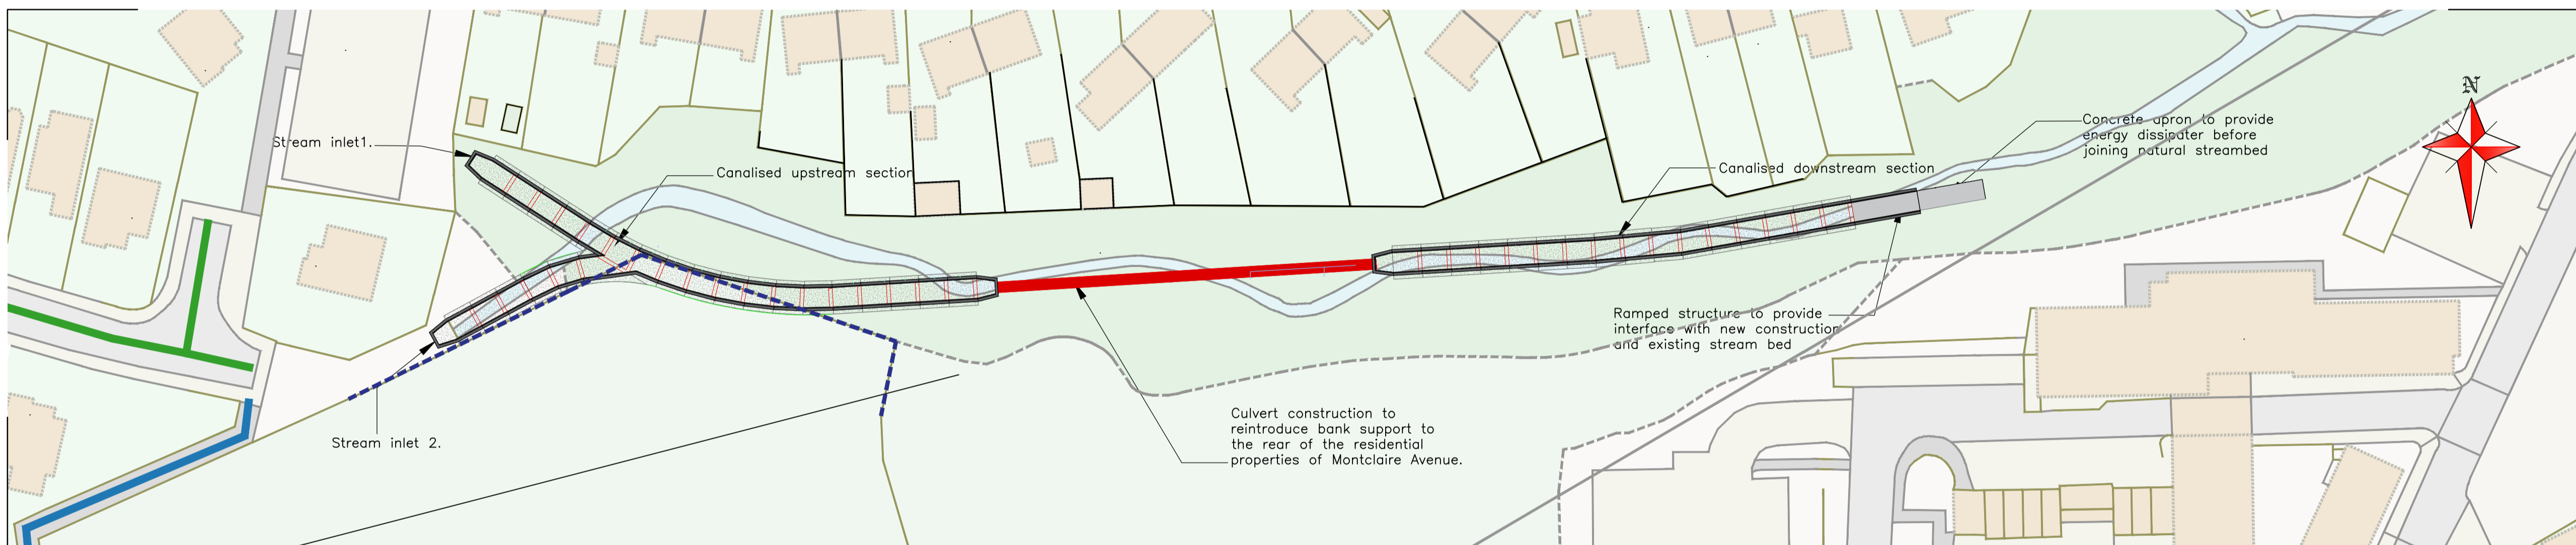 Stream inlet1.
Canalised upstream section
Canalised downstream section
Concrete apron to provide
energy dissipater before
joining natural streambed
N
Ramped structure to provide
interface with new construction
and existing stream bed
Stream inlet 2.
Culvert construction to
reintroduce bank support to
the rear of the residential
properties of Montclaire Avenue.